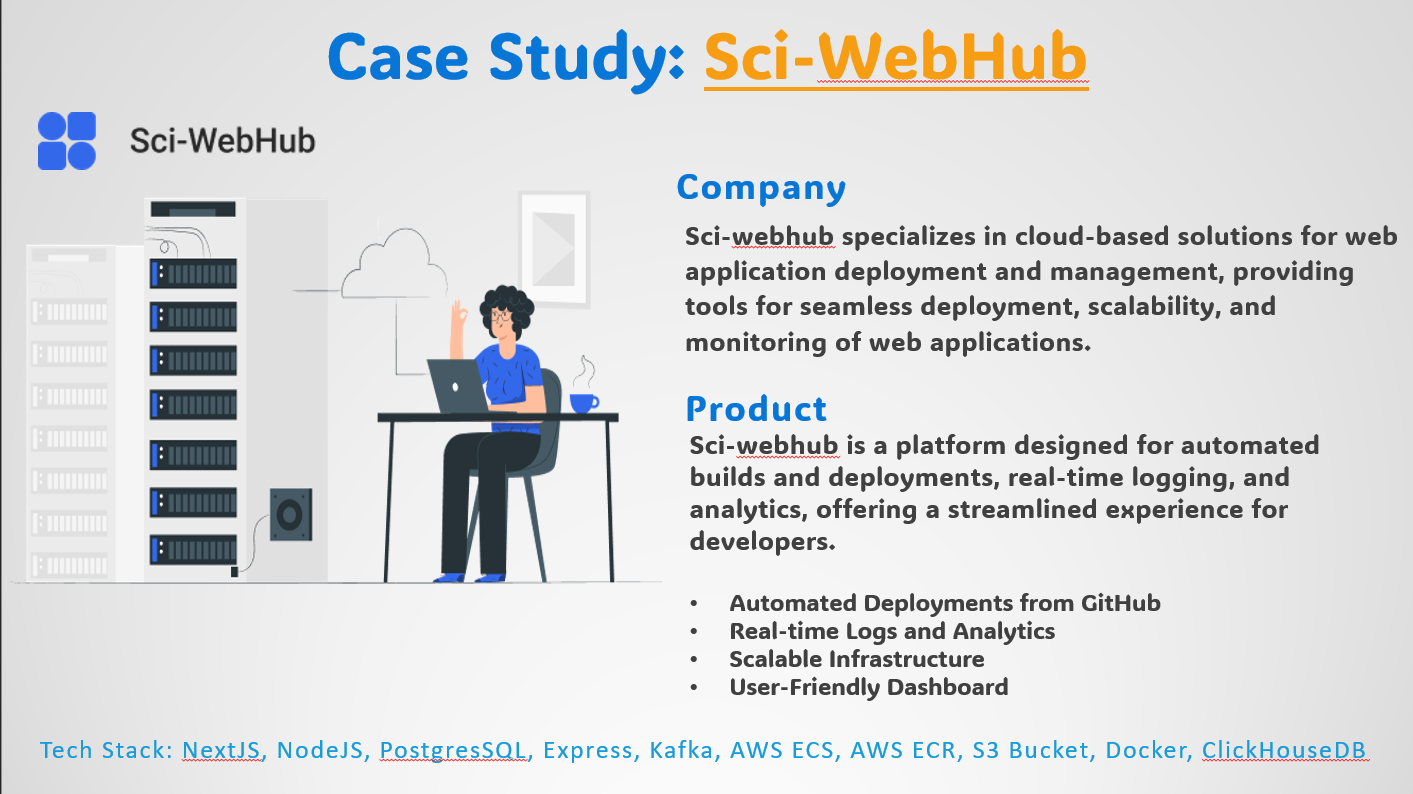 Case Study: Sci-WebHub
Sci-WebHub
Company
Sci-webhub specializes in cloud-based solutions for web
application deployment and management, providing
tools for seamless deployment, scalability, and
monitoring of web applications.
Product
Sci-webhub is a platform designed for automated
builds and deployments, real-time logging, and
analytics, offering a streamlined experience for
developers.
• Automated Deployments from GitHub
• Real-time Logs and Analytics
• Scalable Infrastructure
• User-Friendly Dashboard
Tech Stack: NextJS, NodeJS, PostgresSQL, Express, Kafka, AWS ECS, AWS ECR, S3 Bucket, Docker, ClickHouseDB